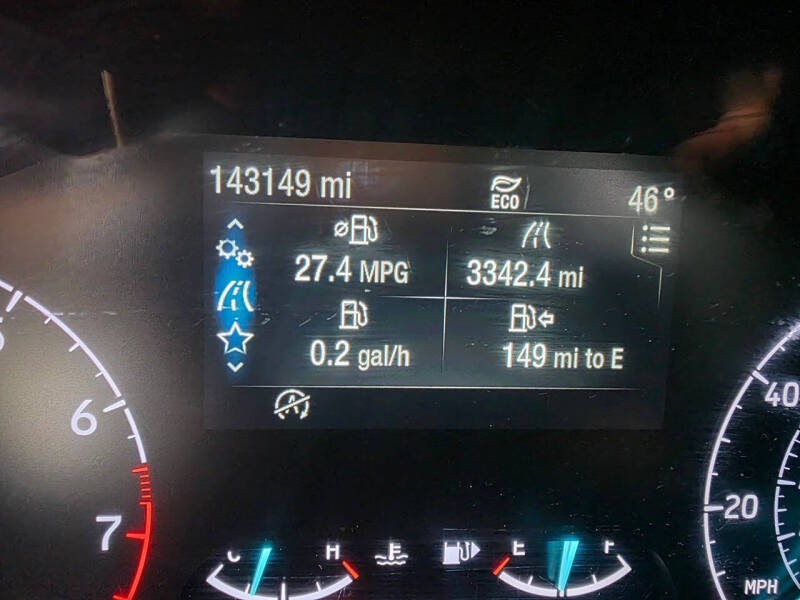 143149 mi
ECO
46°
27.4 MPG
3342.4 mi
0.2 gal/h
149 mi to E
A
6
7
C
H
E
F
40
20
MPH